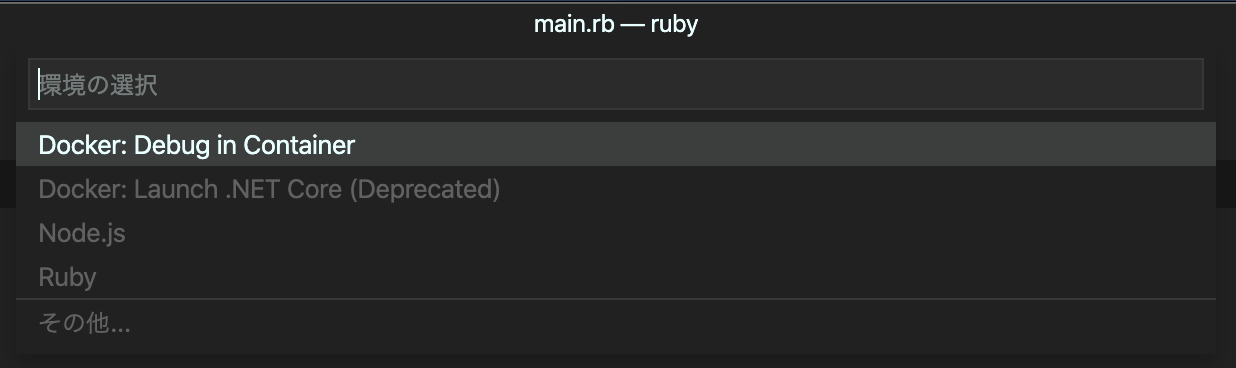 main.rb — ruby
環境の選択
Docker: Debug in Container
Docker: Launch .NET Core (Deprecated)
Node.js
Ruby
その他...